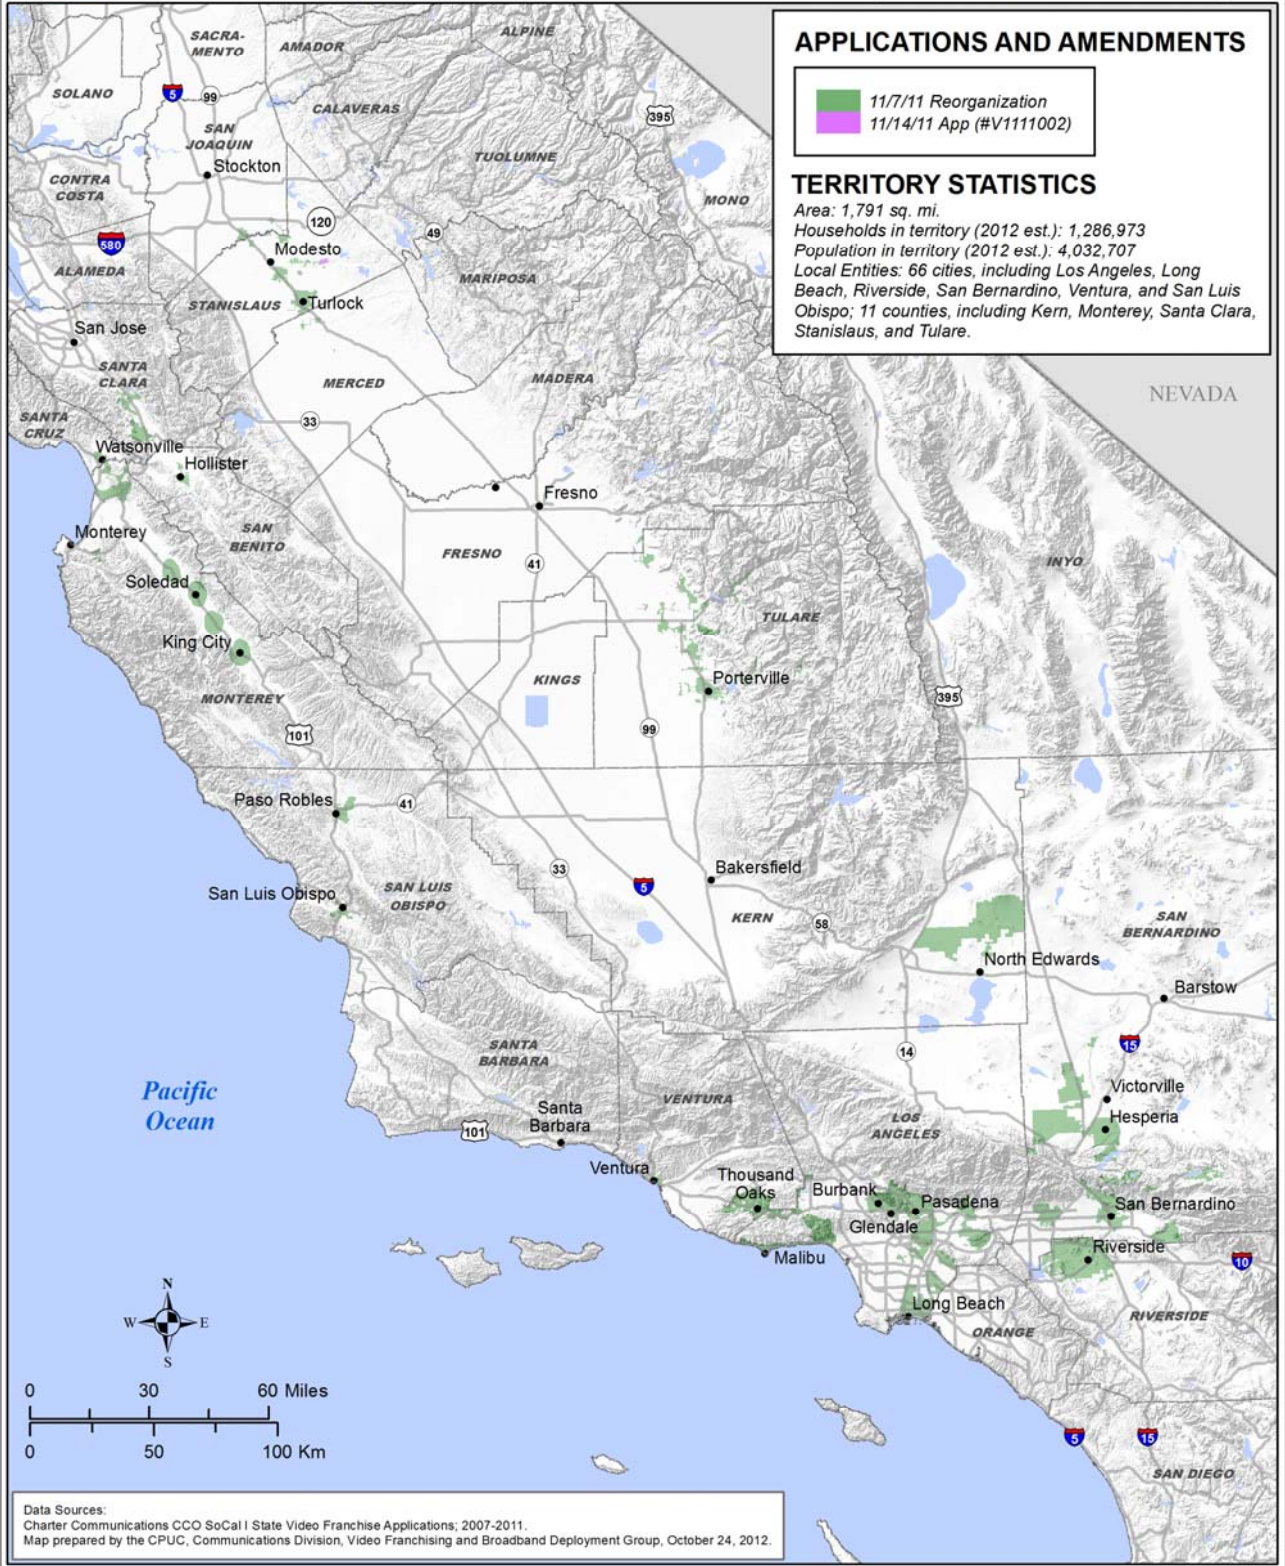 APPLICATIONS AND AMENDMENTS
11/7/11 Reorganization
11/14/11 App (#V1111002)
TERRITORY STATISTICS
Area: 1,791 sq. mi.
Households in territory (2012 est.): 1,286,973
Population in territory (2012 est.): 4,032,707
Local Entities: 66 cities, including Los Angeles, Long
Beach, Riverside, San Bernardino, Ventura, and San Luis
Obispo; 11 counties, including Kern, Monterey, Santa Clara,
Stanislaus, and Tulare.
SACRA-
MENTO
AMADOR
ALPINE
SOLANO
5
99
CALAVERAS
395
SAN
JOAQUIN
Stockton
TUOLUMNE
CONTRA
COSTA
MONO
120
49
580
Modesto
ALAMEDA
MARIPOSA
STANISLAUS
Turlock
San Jose
SANTA
CLARA
MERCED
MADERA
NEVADA
SANTA
CRUZ
33
Watsonville
Hollister
Fresno
Monterey
SAN
BENITO
FRESNO
41
INYO
Soledad
TULARE
King City
KINGS
Porterville
MONTEREY
395
101
99
Paso Robles
41
33
Bakersfield
5
San Luis Obispo
SAN LUIS
OBISPO
KERN
58
SAN
BERNARDINO
North Edwards
Barstow
15
SANTA
BARBARA
14
Pacific
Ocean
VENTURA
Victorville
Santa
Barbara
101
LOS
ANGELES
Hesperia
Ventura
Thousand
Oaks
Burbank
Pasadena
San Bernardino
Glendale
Malibu
Riverside
10
Long Beach
N
W
E
S
ORANGE
RIVERSIDE
0
30
60 Miles
0
50
100 Km
5
15
SAN DIEGO
Data Sources:
Charter Communications CCO SoCal I State Video Franchise Applications; 2007-2011.
Map prepared by the CPUC, Communications Division, Video Franchising and Broadband Deployment Group, October 24, 2012.